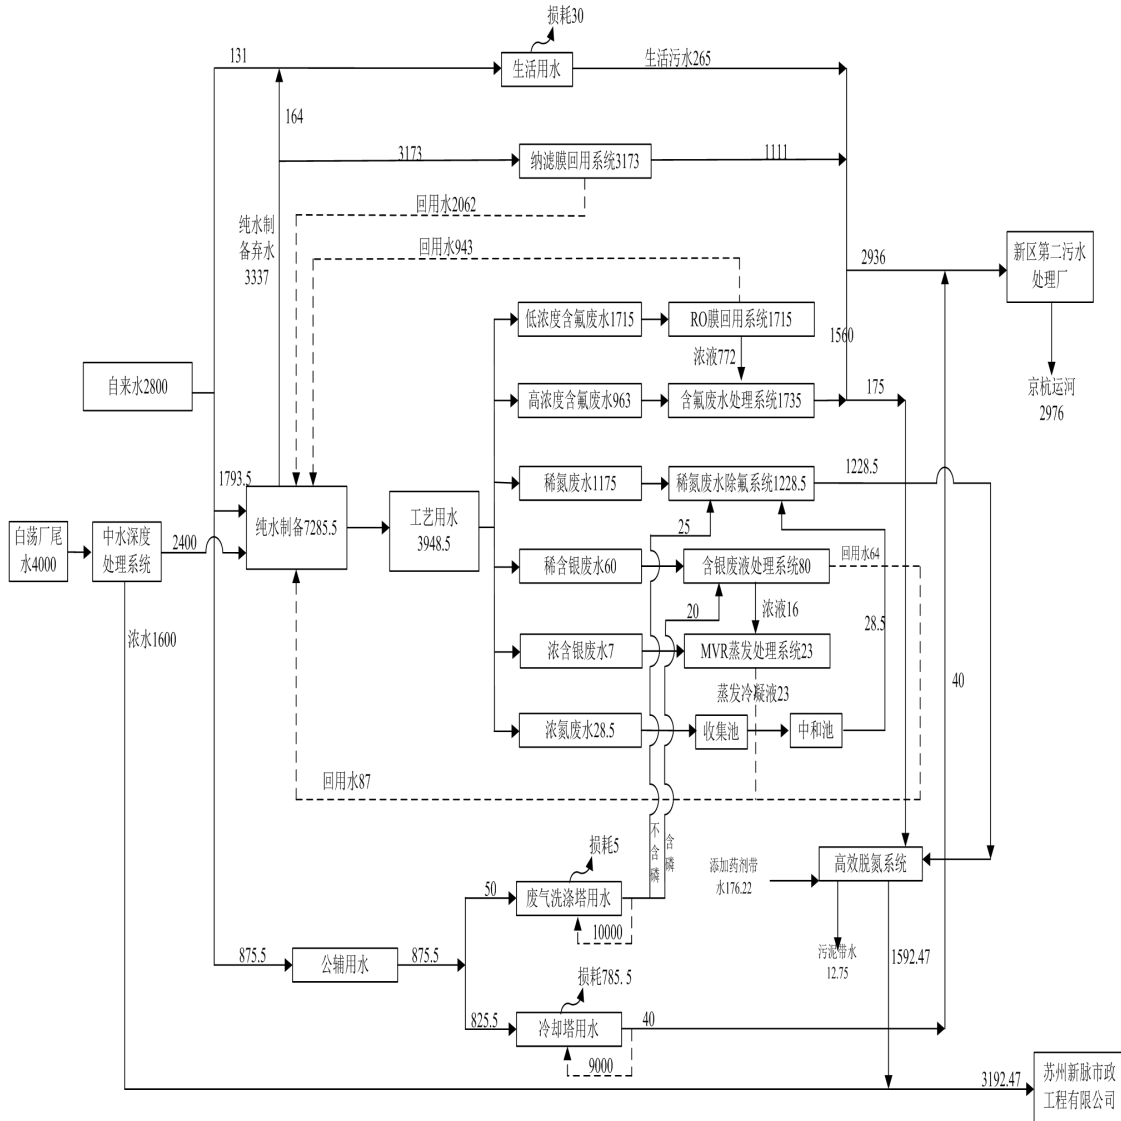 损耗30
131
生活用水
生活污水265
164
3173
纳滤膜回用系统3173
1111
回用水2062
纯水制
备弃水
3337
回用水943
2936
新区第二污水
处理厂
低浓度含氟废水1715
RO膜回用系统1715
1560
浓液772
自来水2800
高浓度含氟废水963
含氟废水处理系统1735
175
京杭运河
2976
1793.5
稀氮废水1175
稀氮废水除氟系统1228.5
1228.5
纯水制备7285.5
工艺用水
3948.5
白荡厂尾
水4000
中水深度
处理系统
2400
25
稀含银废水60
含银废液处理系统80
回用水64
20
浓液16
28.5
浓水1600
浓含银废水7
MVR蒸发处理系统23
40
蒸发冷凝液23
浓氮废水28.5
收集池
中和池
回用水87
不含磷
含磷
损耗5
添加药剂带
水176.22
高效脱氮系统
50
废气洗涤塔用水
10000
污泥带水
12.75
1592.47
875.5
公辅用水
875.5
损耗785.5
825.5
冷却塔用水
40
9000
3192.47
苏州新脉市政
工程有限公司